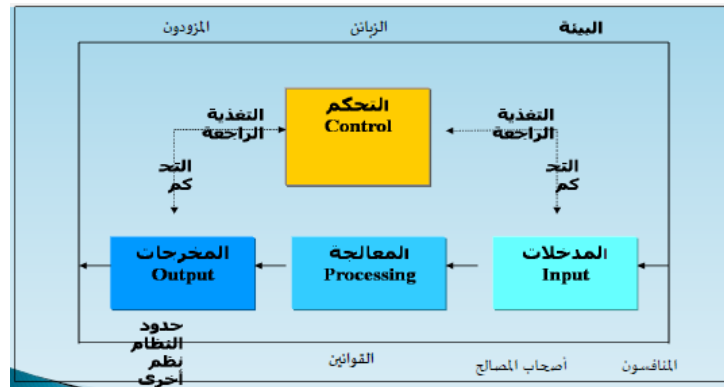 البيئة
الزبائن
المزودون
التحكم
Control
التغذية
الراجعة
التغذية
الراجعة
التح
كم
التح
كم
المدخلات
Input
المعالجة
Processing
المخرجات
Output
حدود
النظام
نظم
أخرى
المنافسون
أصحاب المصالح
القوانين